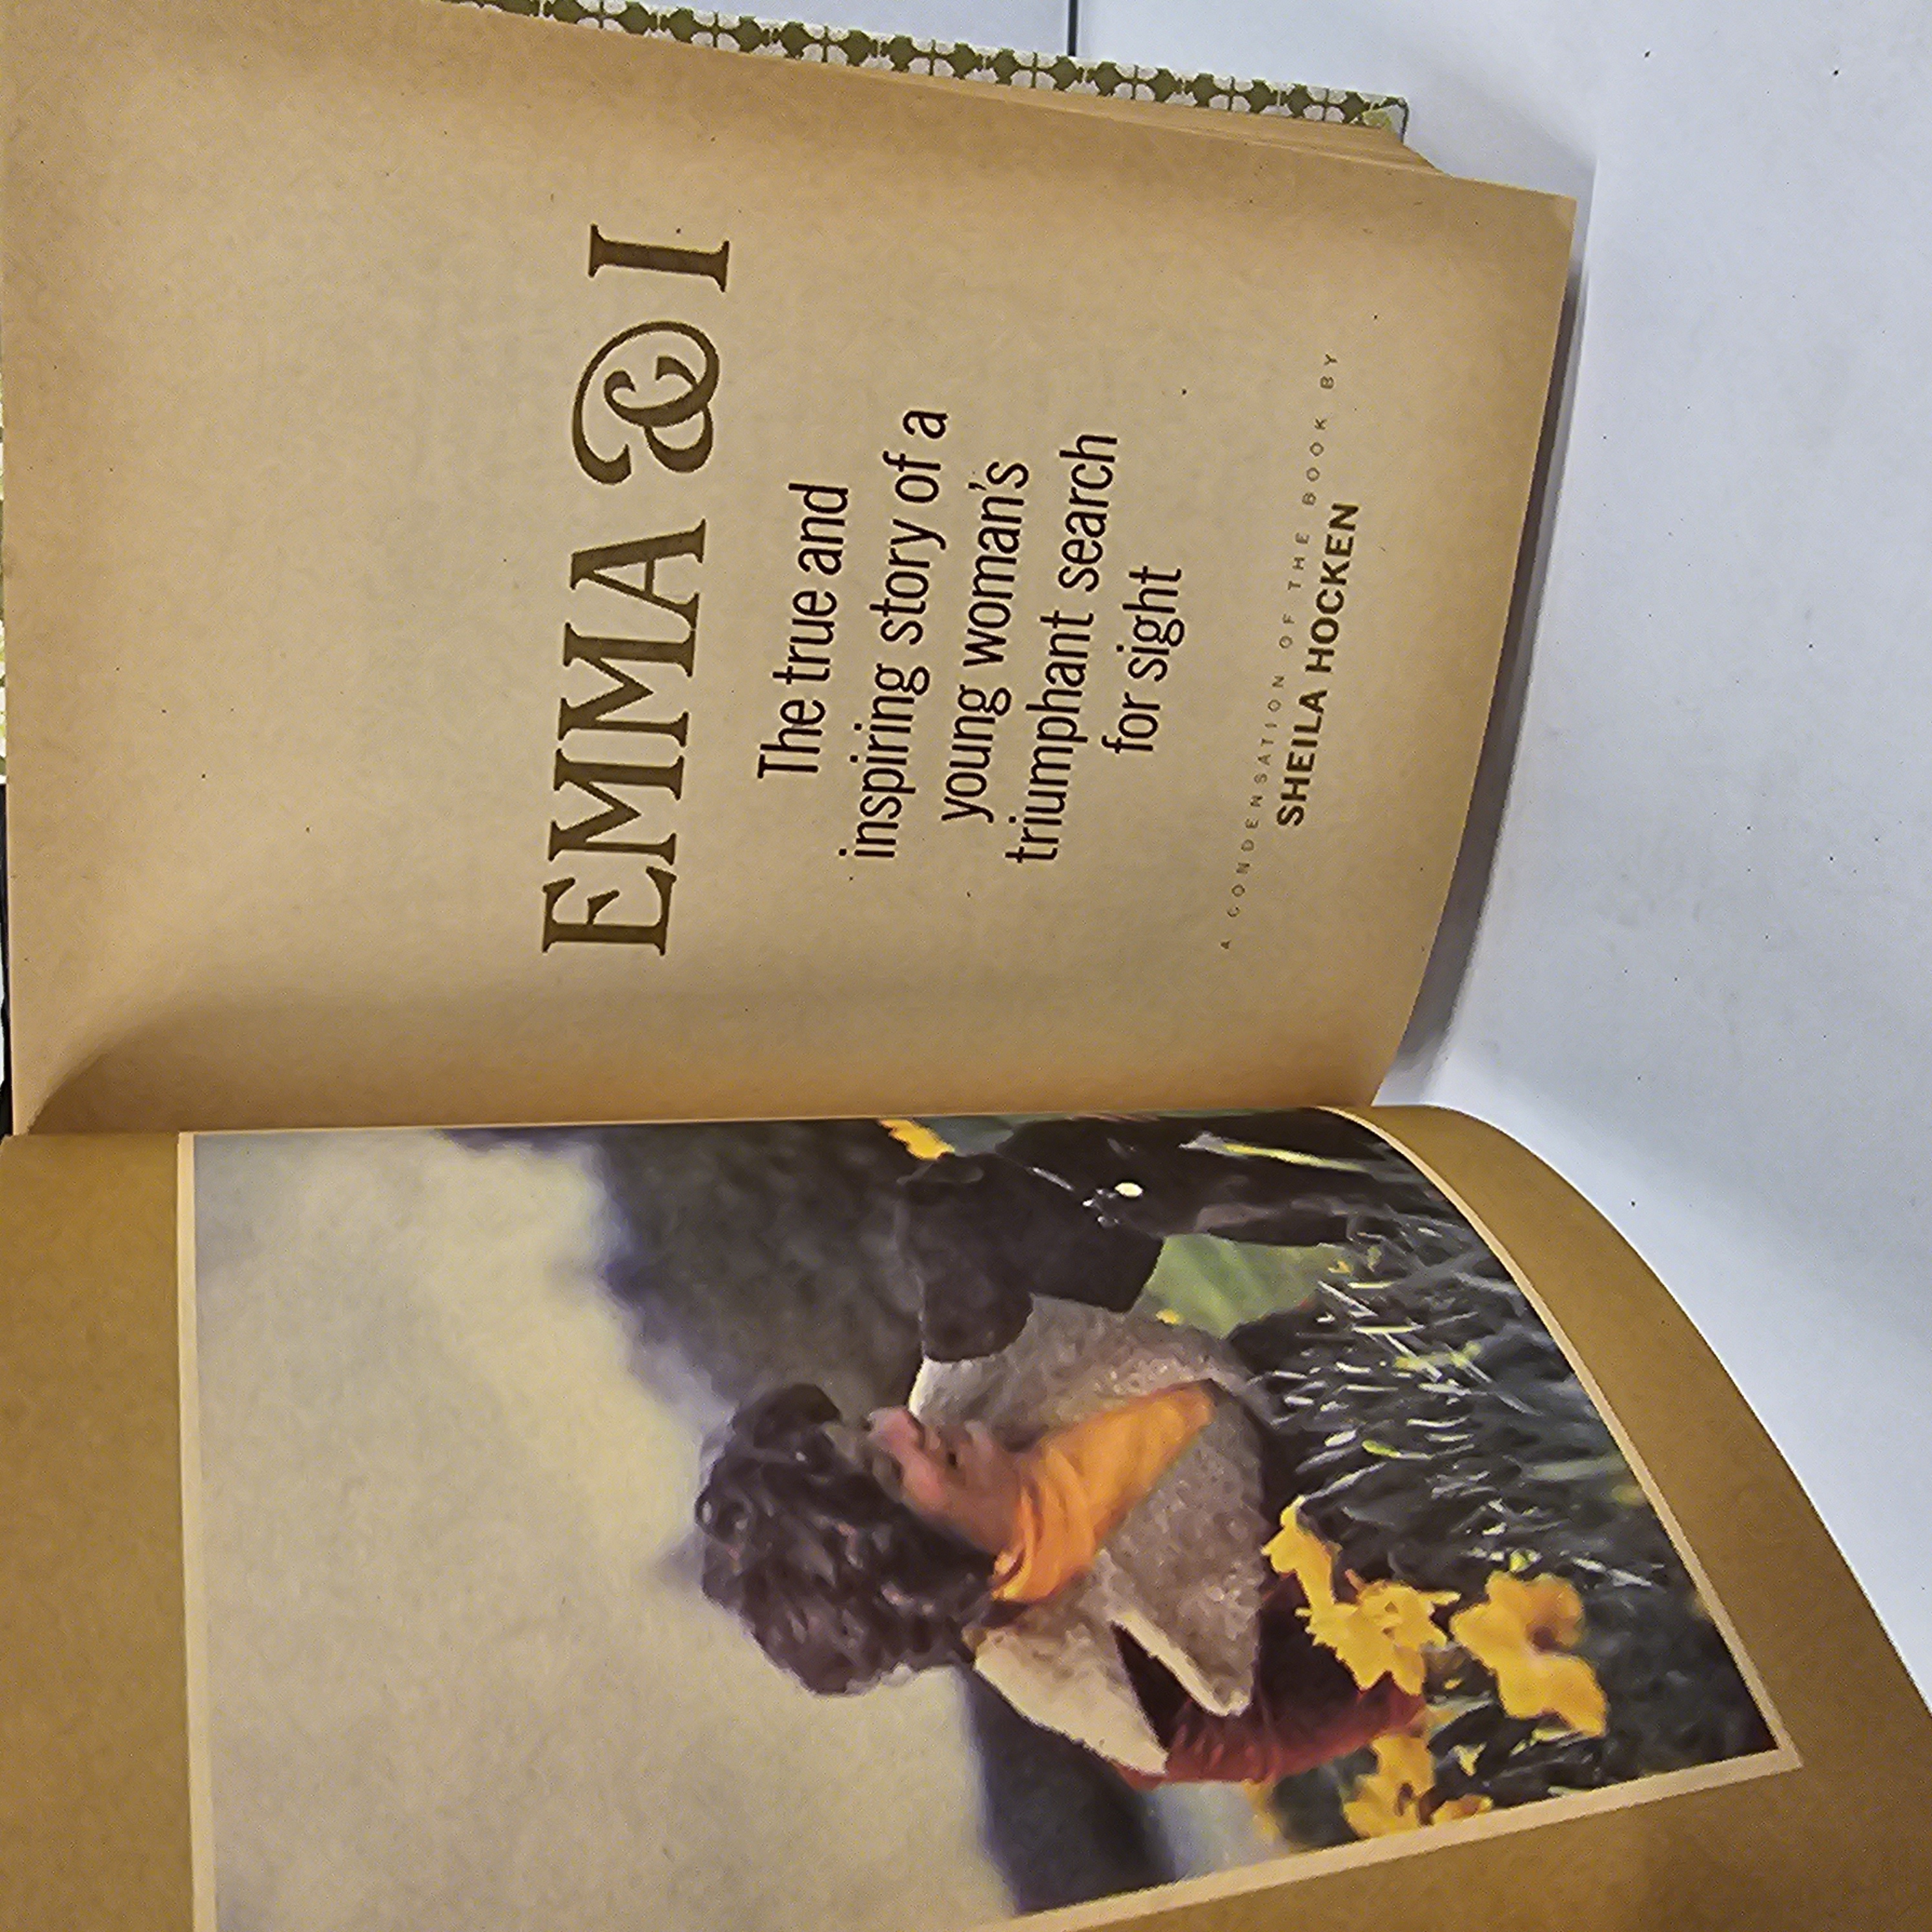 EMMA & I
The true and
inspiring story of a
young woman's
triumphant search
for sight
A CONDENSATION OF THE BOOK BY
SHEILA HOCKEN